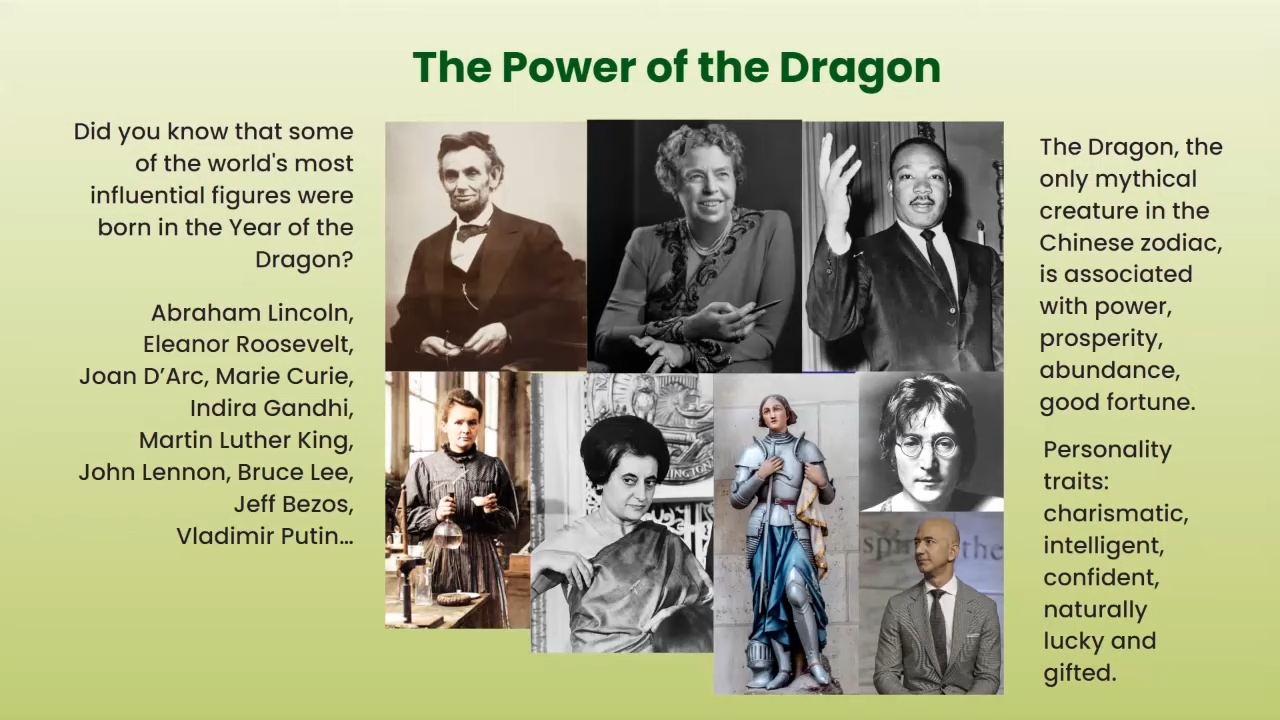 The Power of the Dragon
Did you know that some
of the world's most
influential figures were
born in the Year of the
Dragon?
Abraham Lincoln,
Eleanor Roosevelt,
Joan D’Arc, Marie Curie,
Indira Gandhi,
Martin Luther King,
John Lennon, Bruce Lee,
Jeff Bezos,
Vladimir Putin...
The Dragon, the
only mythical
creature in the
Chinese zodiac,
is associated
with power,
prosperity,
abundance,
good fortune.
Personality
traits:
charismatic,
intelligent,
confident,
naturally
lucky and
gifted.